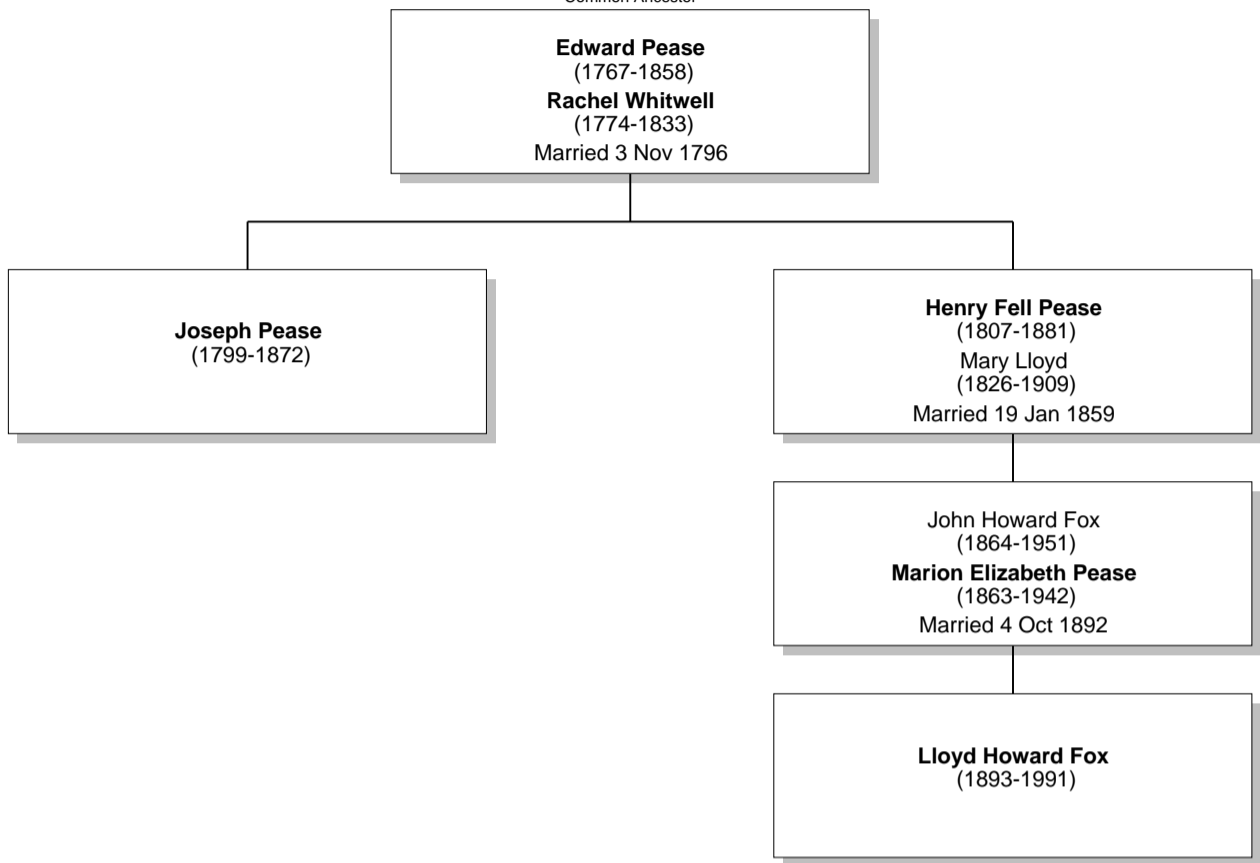 Common Ancestor
Edward Pease
(1767-1858)
Rachel Whitwell
(1774-1833)
Married 3 Nov 1796
Joseph Pease
(1799-1872)
Henry Fell Pease
(1807-1881)
Mary Lloyd
(1826-1909)
Married 19 Jan 1859
John Howard Fox
(1864-1951)
Marion Elizabeth Pease
(1863-1942)
Married 4 Oct 1892
Lloyd Howard Fox
(1893-1991)